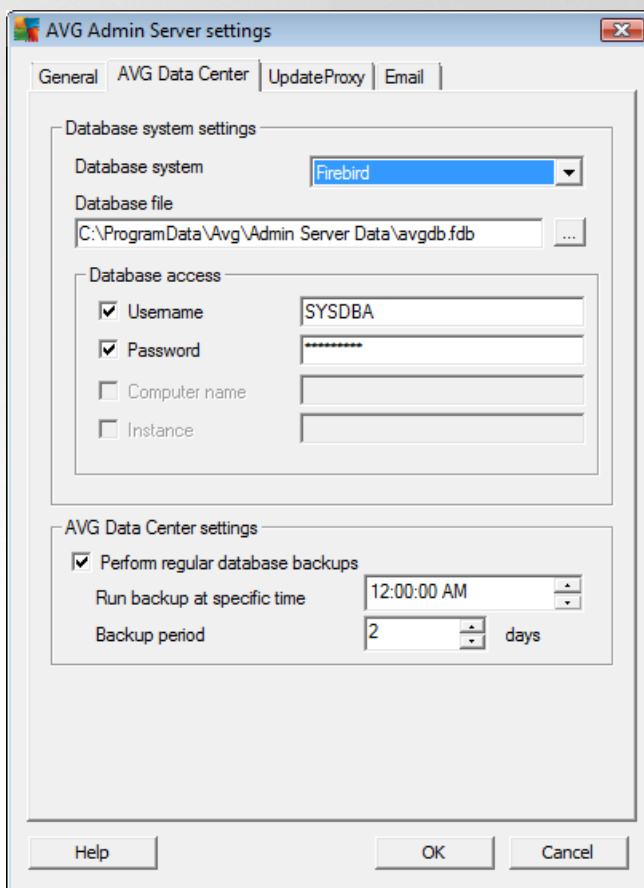 AVG Admin Server settings
General AVG Data Center UpdateProxy Email
Database system settings
Database system Firebird
Database file
C:\ProgramData\Avg\Admin Server Data\avgdb.fdb ...
Database access
Username SYSDBA
Password *********
Computer name
Instance
AVG Data Center settings
Perform regular database backups
Run backup at specific time 12:00:00 AM
Backup period 2 days
Help OK Cancel